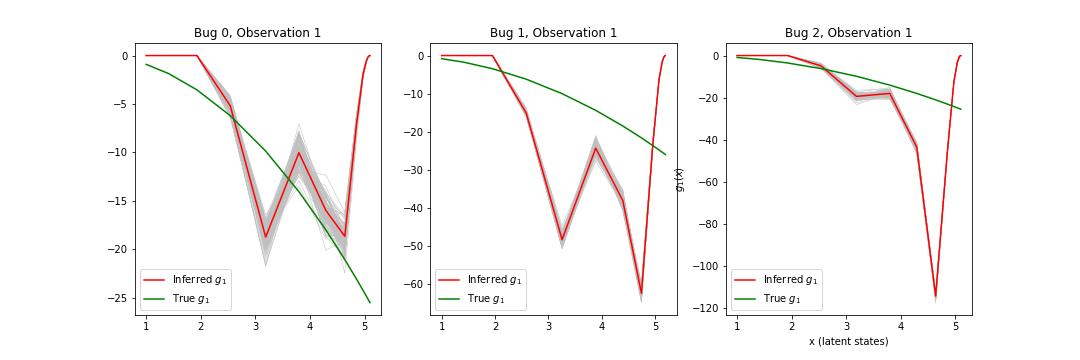 Bug 0, Observation 1
0
−5
−10
−15
−20
−25
1 2 3 4 5
Inferred g₁
True g₁
Bug 1, Observation 1
0
−10
−20
−30
−40
−50
−60
1 2 3 4 5
Inferred g₁
True g₁
Bug 2, Observation 1
g₁(x)
0
−20
−40
−60
−80
−100
−120
1 2 3 4 5
x (latent states)
Inferred g₁
True g₁